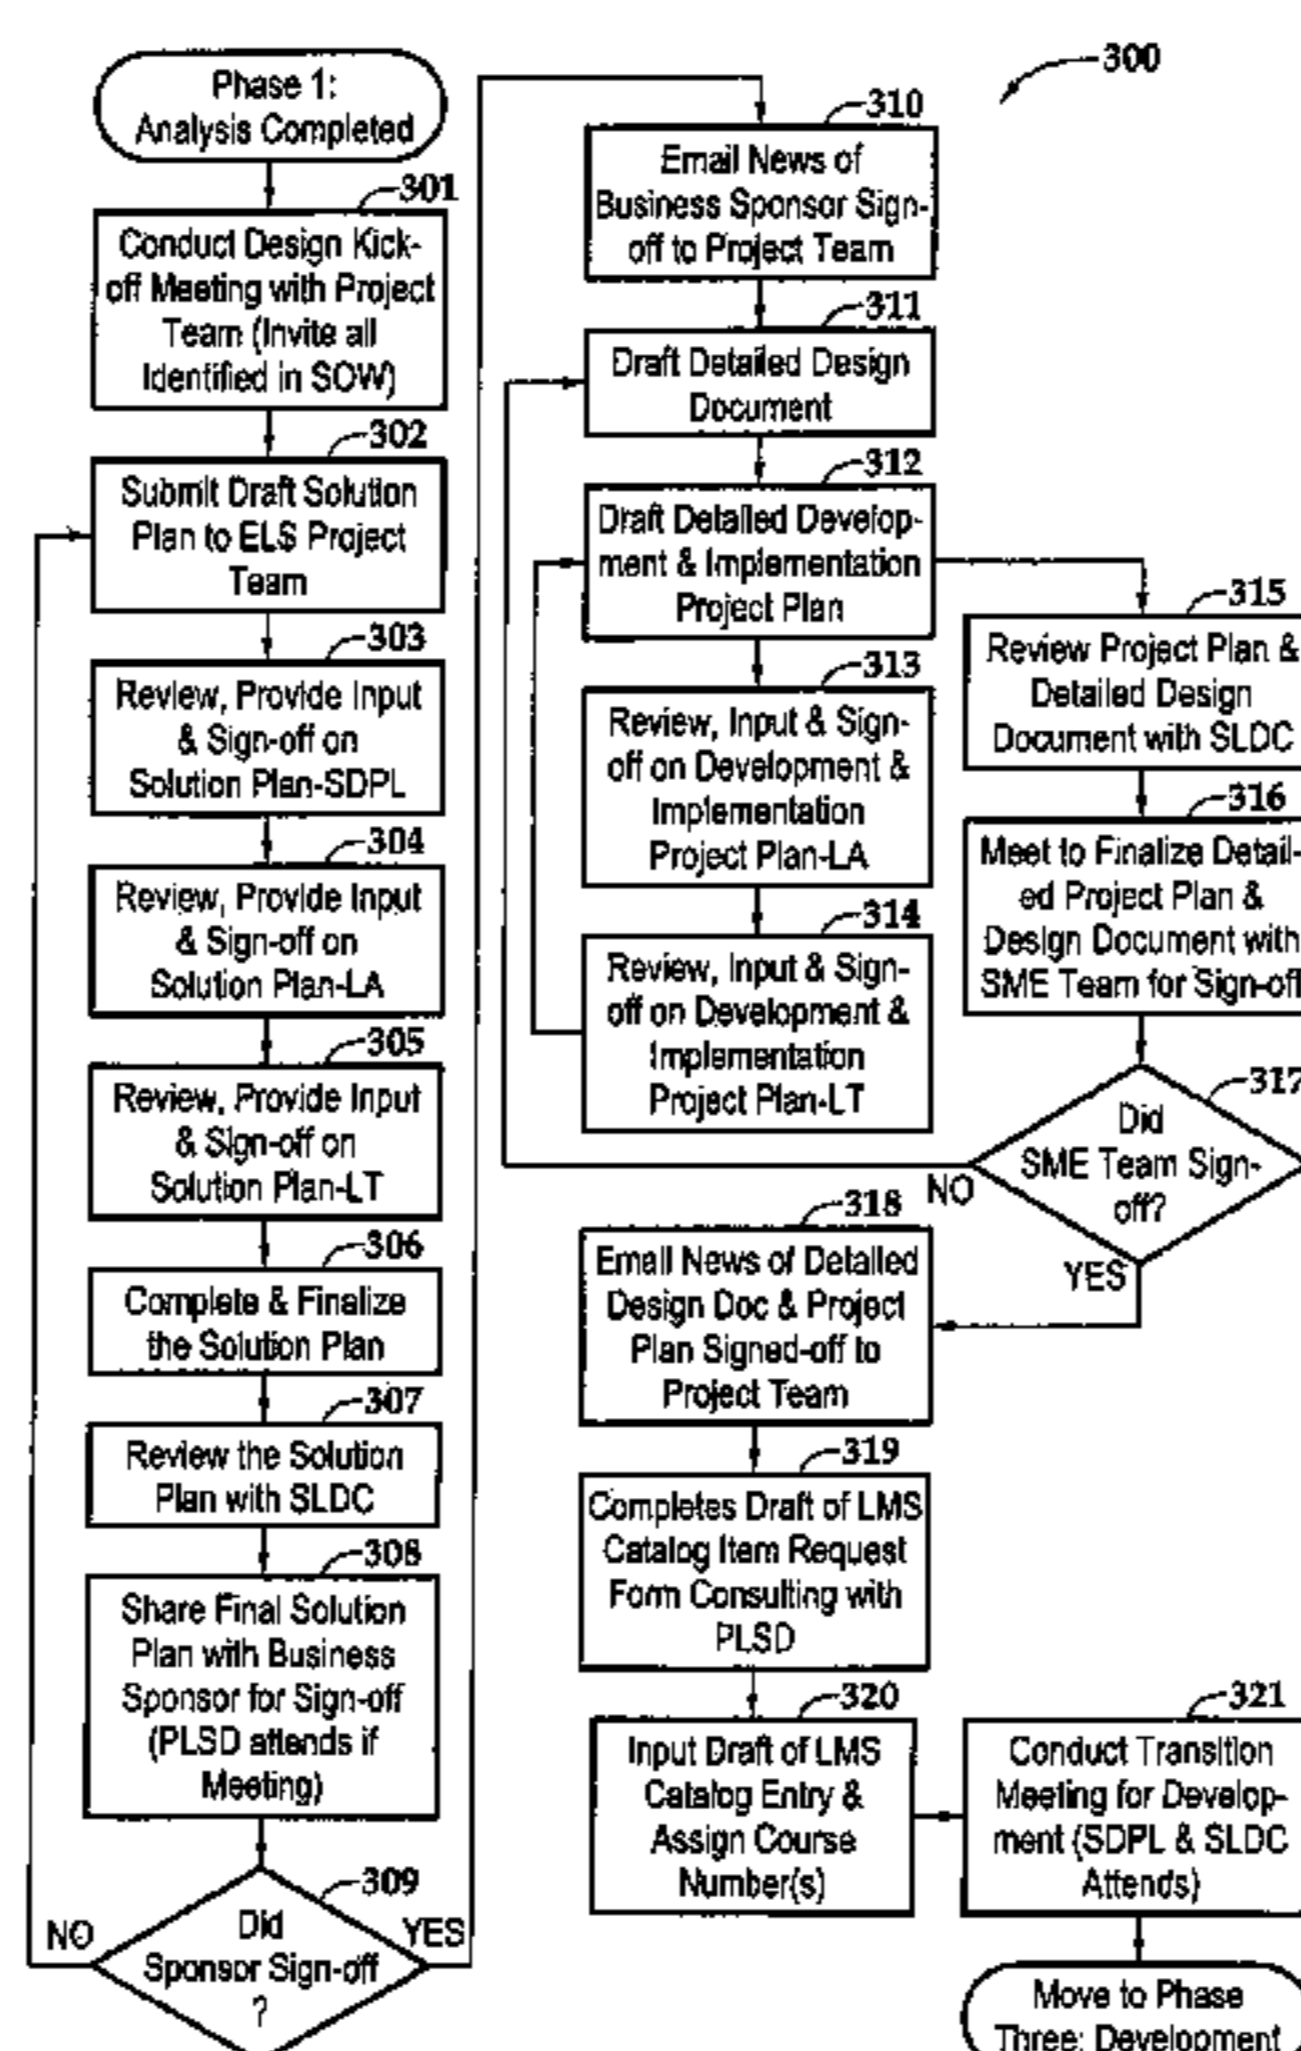 300
Phase 1:
Analysis Completed
301
Conduct Design Kick-
off Meeting with Project
Team (Invite all
Identified in SOW)
302
Submit Draft Solution
Plan to ELS Project
Team
303
Review, Provide Input
& Sign-off on
Solution Plan-SDPL
304
Review, Provide Input
& Sign-off on
Solution Plan-LA
305
Review, Provide Input
& Sign-off on
Solution Plan-LT
306
Complete & Finalize
the Solution Plan
307
Review the Solution
Plan with SLDC
308
Share Final Solution
Plan with Business
Sponsor for Sign-off
(PLSD attends if
Meeting)
309
Did
Sponsor Sign-off
?
NO
YES
310
Email News of
Business Sponsor Sign-
off to Project Team
311
Draft Detailed Design
Document
312
Draft Detailed Develop-
ment & Implementation
Project Plan
313
Review, Input & Sign-
off on Development &
Implementation
Project Plan-LA
314
Review, Input & Sign-
off on Development &
Implementation
Project Plan-LT
315
Review Project Plan &
Detailed Design
Document with SLDC
316
Meet to Finalize Detail-
ed Project Plan &
Design Document with
SME Team for Sign-off
317
Did
SME Team Sign-
off?
NO
YES
318
Email News of Detailed
Design Doc & Project
Plan Signed-off to
Project Team
319
Completes Draft of LMS
Catalog Item Request
Form Consulting with
PLSD
320
Input Draft of LMS
Catalog Entry &
Assign Course
Number(s)
321
Conduct Transition
Meeting for Develop-
ment (SDPL & SLDC
Attends)
Move to Phase
Three: Development